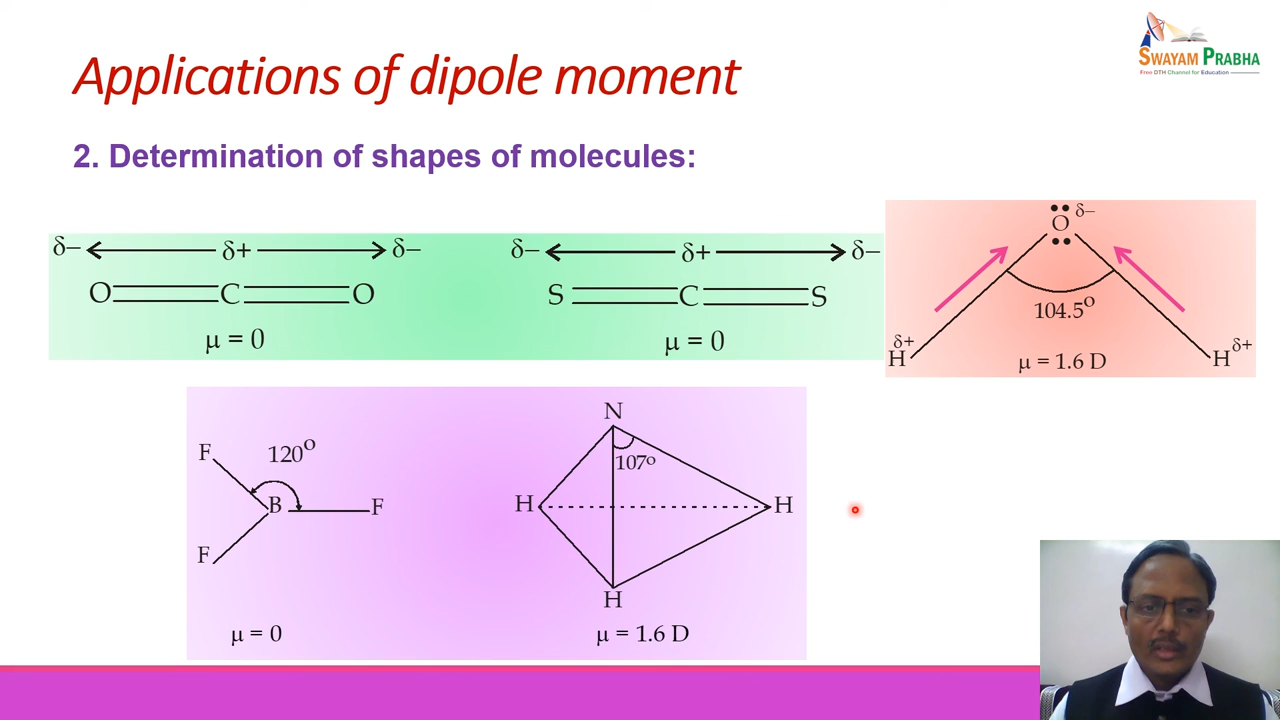 Applications of dipole moment
SWAYAM PRABHA
Free DTH Channel for Education
2. Determination of shapes of molecules:
δ– δ+ δ–
O C O
μ = 0
δ– δ+ δ–
S C S
μ = 0
O δ–
104.5°
δ+ δ+
H H
μ = 1.6 D
F
120°
B F
F
μ = 0
N
107°
H H
H
μ = 1.6 D